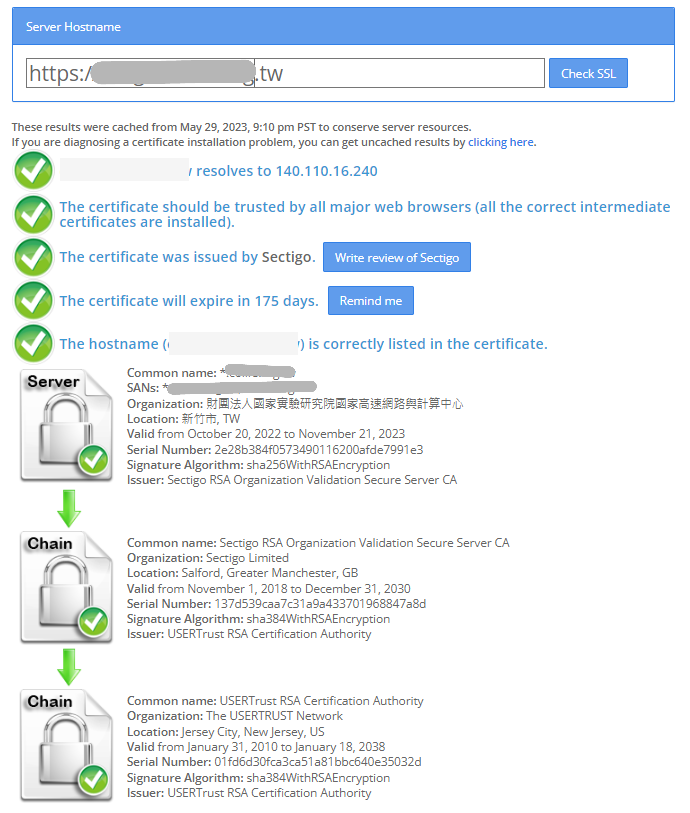 Server Hostname
https:/ .tw
Check SSL
These results were cached from May 29, 2023, 9:10 pm PST to conserve server resources.
If you are diagnosing a certificate installation problem, you can get uncached results by clicking here.
resolves to 140.110.16.240
The certificate should be trusted by all major web browsers (all the correct intermediate
certificates are installed).
The certificate was issued by Sectigo. Write review of Sectigo
The certificate will expire in 175 days. Remind me
The hostname ( ) is correctly listed in the certificate.
Server
Common name: *.
SANs: *
Organization: 財團法人國家實驗研究院國家高速網路與計算中心
Location: 新竹市, TW
Valid from October 20, 2022 to November 21, 2023
Serial Number: 2e28b384f0573490116200afde7991e3
Signature Algorithm: sha256WithRSAEncryption
Issuer: Sectigo RSA Organization Validation Secure Server CA
Chain
Common name: Sectigo RSA Organization Validation Secure Server CA
Organization: Sectigo Limited
Location: Salford, Greater Manchester, GB
Valid from November 1, 2018 to December 31, 2030
Serial Number: 137d539caa7c31a9a433701968847a8d
Signature Algorithm: sha384WithRSAEncryption
Issuer: USERTrust RSA Certification Authority
Chain
Common name: USERTrust RSA Certification Authority
Organization: The USERTRUST Network
Location: Jersey City, New Jersey, US
Valid from January 31, 2010 to January 18, 2038
Serial Number: 01fd6d30fca3ca51a81bbc640e35032d
Signature Algorithm: sha384WithRSAEncryption
Issuer: USERTrust RSA Certification Authority